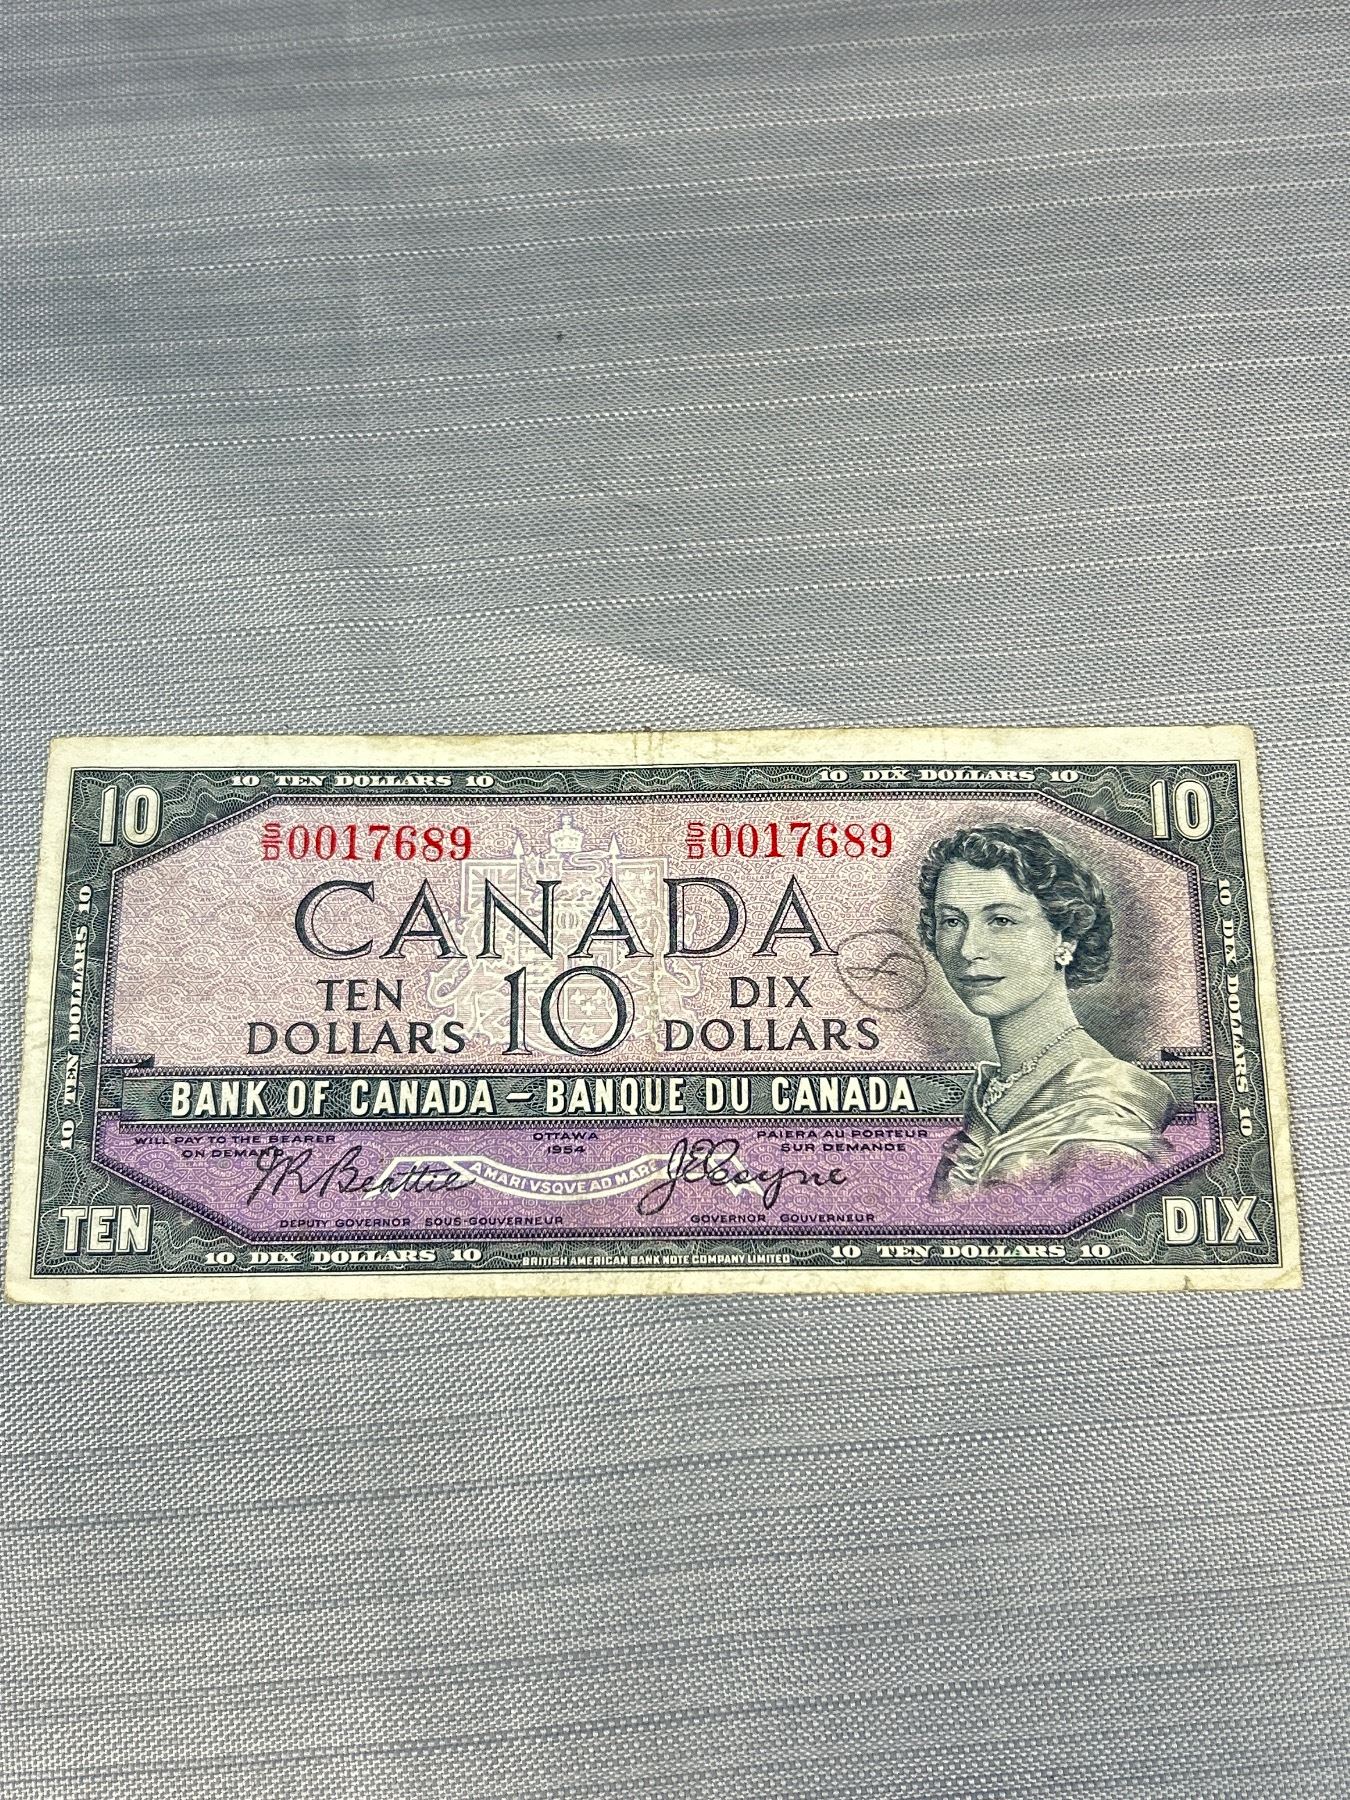 10 TEN DOLLARS 10
10 DIX DOLLARS 10
10
10
S/D 0017689
S/D 0017689
CANADA
TEN DOLLARS
10
DIX DOLLARS
10 TEN DOLLARS 10
10 DIX DOLLARS 10
BANK OF CANADA – BANQUE DU CANADA
WILL PAY TO THE BEARER
ON DEMAND
OTTAWA
1954
PAIERA AU PORTEUR
SUR DEMANDE
J R Beattie
A MARI VSQVE AD MARE
J E Coyne
DEPUTY GOVERNOR SOUS-GOUVERNEUR
GOVERNOR GOUVERNEUR
TEN
DIX
10 DIX DOLLARS 10
BRITISH AMERICAN BANK NOTE COMPANY LIMITED
10 TEN DOLLARS 10